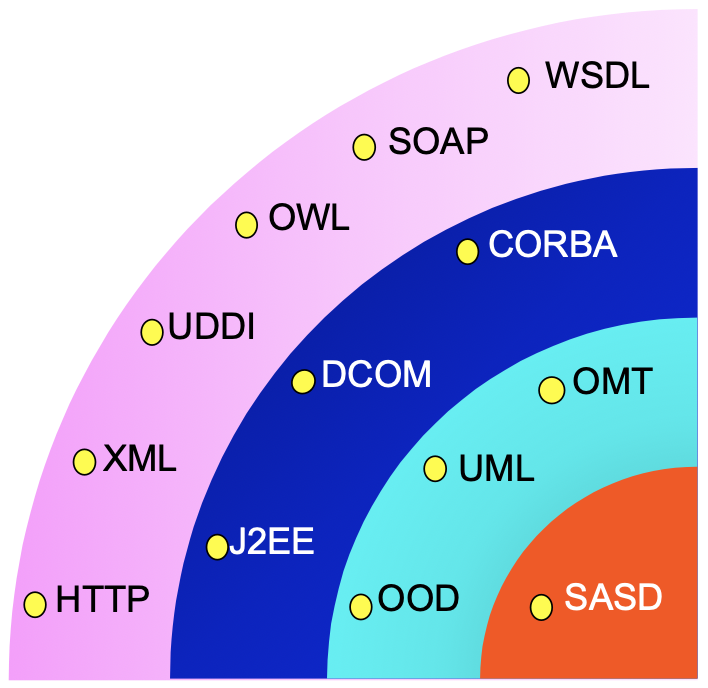 WSDL
SOAP
OWL
CORBA
UDDI
DCOM
OMT
XML
UML
J2EE
HTTP
OOD
SASD